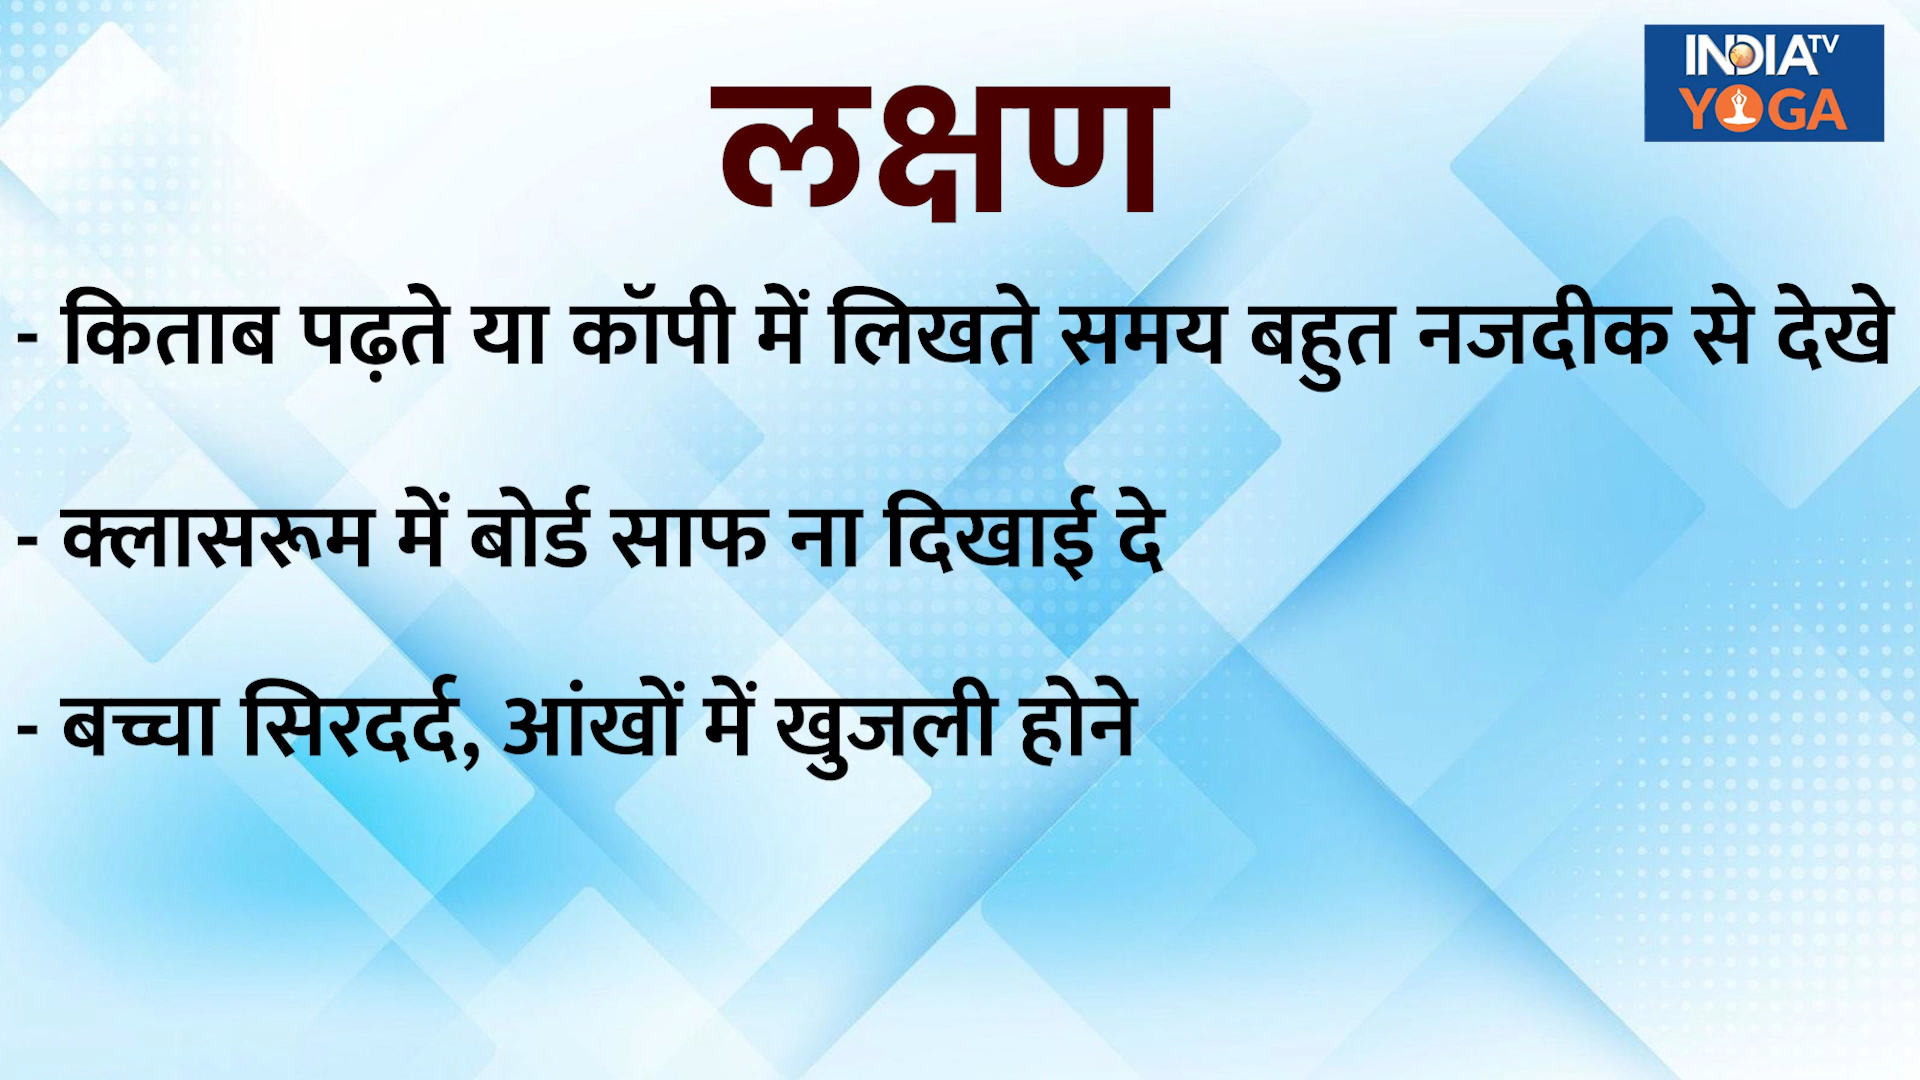 INDIA TV
YOGA
लक्षण
- किताब पढ़ते या कॉपी में लिखते समय बहुत नजदीक से देखे
- क्लासरूम में बोर्ड साफ ना दिखाई दे
- बच्चा सिरदर्द, आंखों में खुजली होने